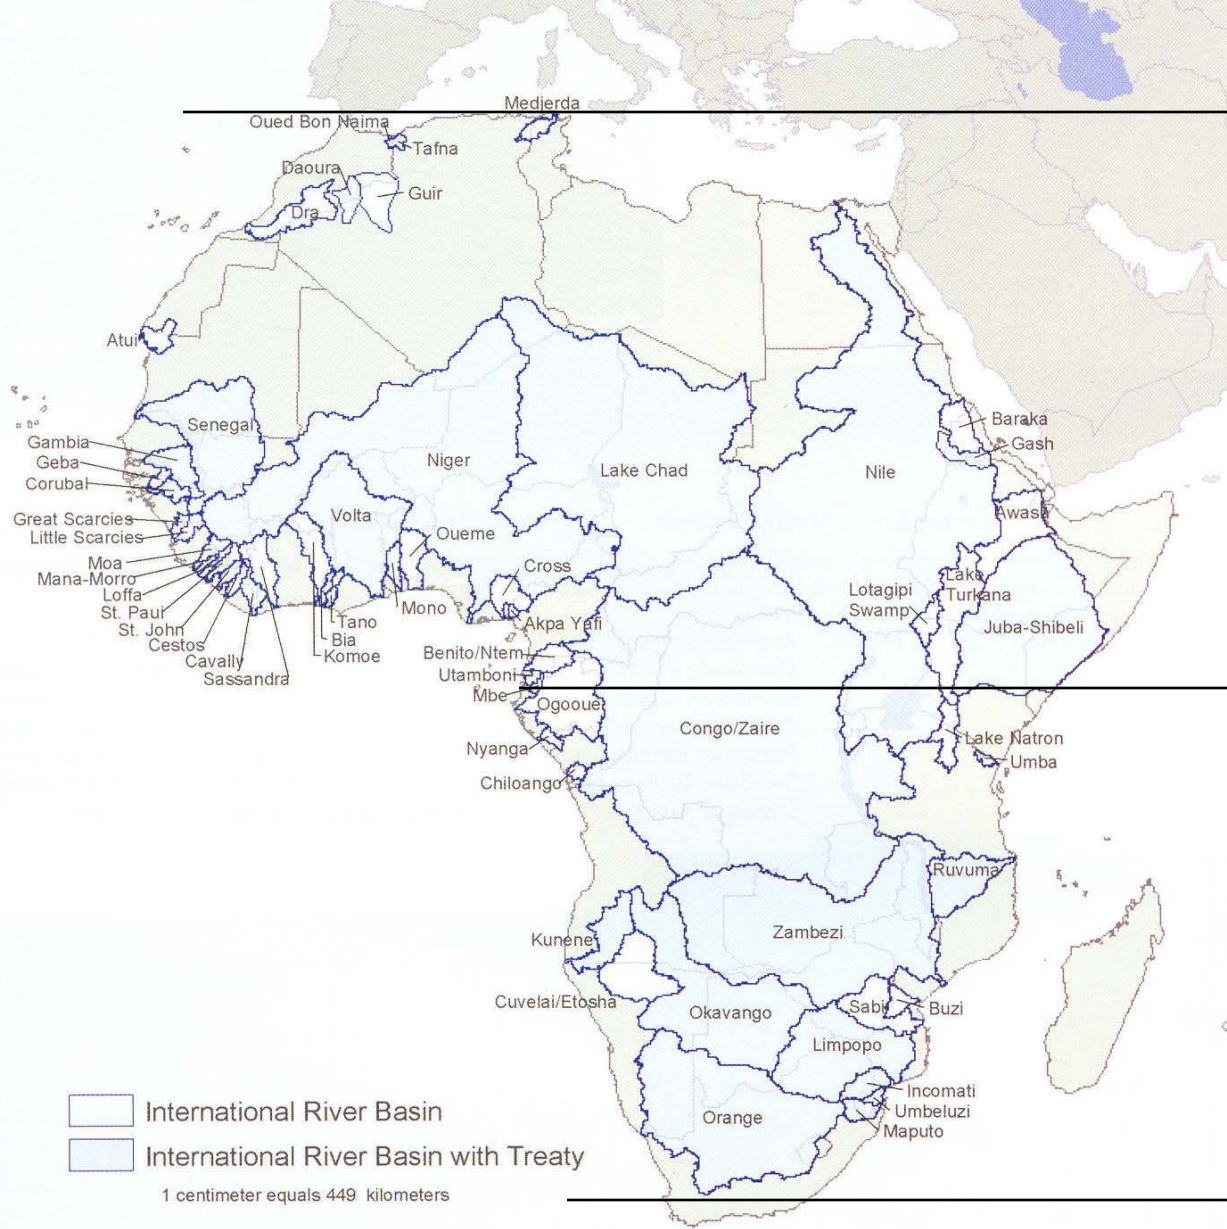 Medjerda
Oued Bon Naima
Tafna
Daoura
Guir
Dra
Atui
Senegal
Baraka
Gambia
Gash
Geba
Niger
Lake Chad
Nile
Corubal
Awash
Great Scarcies
Volta
Little Scarcies
Oueme
Moa
Cross
Mana-Morro
Lake
Turkana
Lotagipi
Swamp
Loffa
St. Paui
Mono
Tano
Akpa Yafi
St. John
Juba-Shibeli
Bia
Cestos
Komoe
Benito/Ntem
Cavally
Utamboni
Sassandra
Mbe
Ogooue
Congo/Zaire
Lake Natron
Nyanga
Umba
Chiloango
Ruvuma
Zambezi
Kunene
Cuvelai/Etosha
Sabi
Buzi
Okavango
Limpopo
Incomati
International River Basin
Umbeluzi
Orange
Maputo
International River Basin with Treaty
1 centimeter equals 449 kilometers